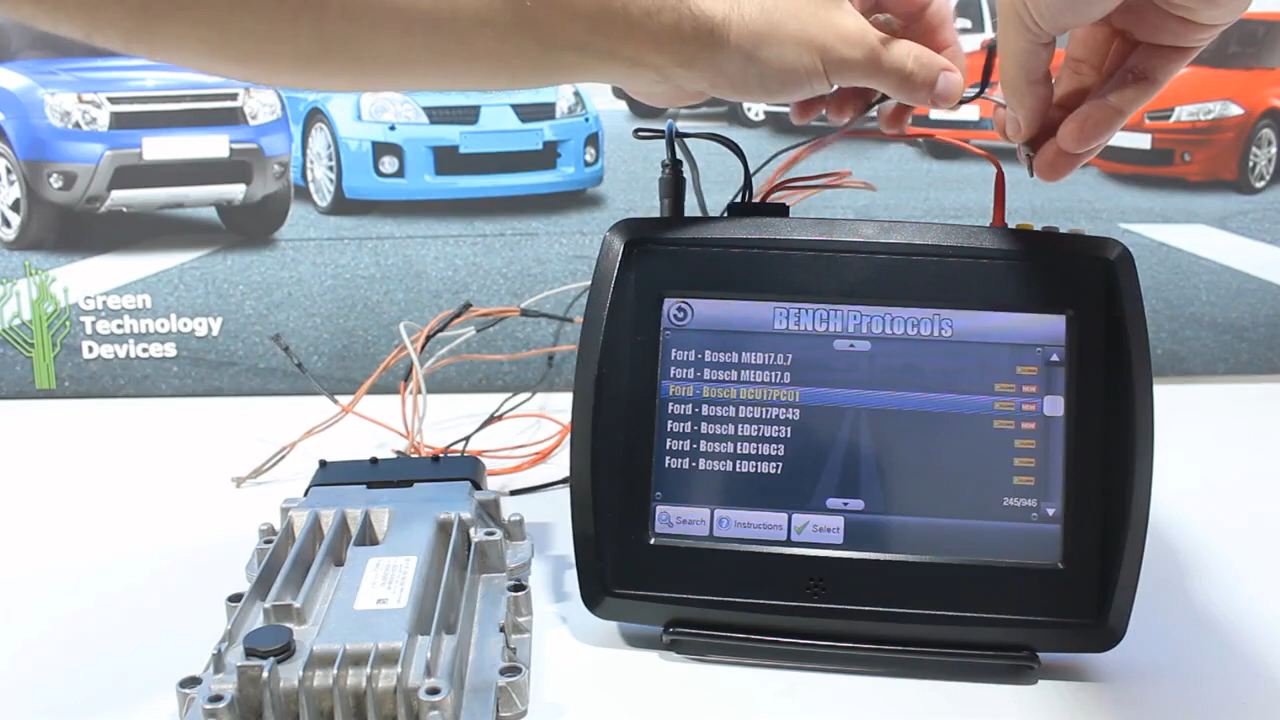 Green
Technology
Devices
BENCH Protocols
Ford - Bosch MED17.0.7
Ford - Bosch MEDG17.0
Ford - Bosch DCU17PC01
Ford - Bosch DCU17PC43
Ford - Bosch EDC7UC31
Ford - Bosch EDC16C3
Ford - Bosch EDC16C7
245/946
Search
Instructions
Select